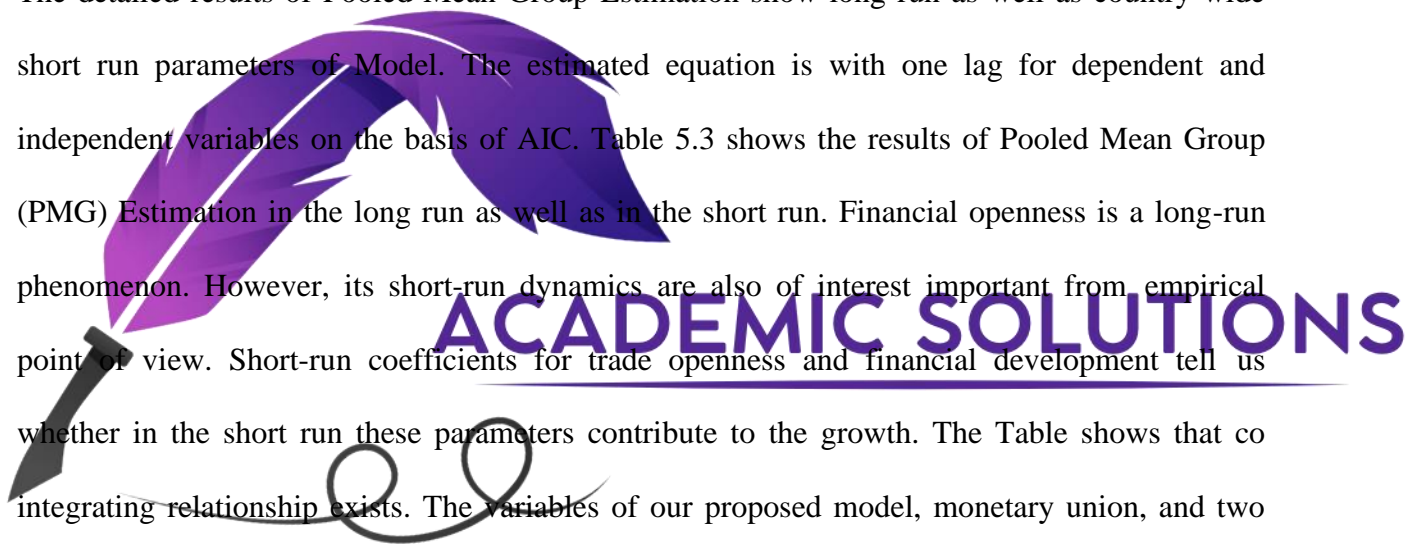 The detailed results of Pooled Mean Group Estimation show long run as well as country wide
short run parameters of Model. The estimated equation is with one lag for dependent and
independent variables on the basis of AIC. Table 5.3 shows the results of Pooled Mean Group
(PMG) Estimation in the long run as well as in the short run. Financial openness is a long-run
phenomenon. However, its short-run dynamics are also of interest important from empirical
ACADEMIC SOLUTIONS
point of view. Short-run coefficients for trade openness and financial development tell us
whether in the short run these parameters contribute to the growth. The Table shows that co
integrating relationship exists. The variables of our proposed model, monetary union, and two